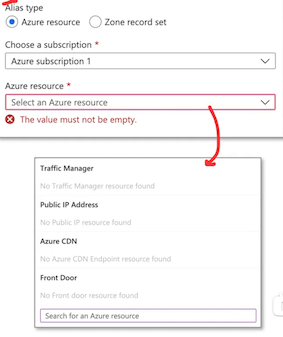 Alias type
Azure resource Zone record set
Choose a subscription *
Azure subscription 1
Azure resource *
Select an Azure resource
The value must not be empty.
Traffic Manager
No Traffic Manager resource found
Public IP Address
No Public IP resource found
Azure CDN
No Azure CDN Endpoint resource found
Front Door
No Front door resource found
Search for an Azure resource